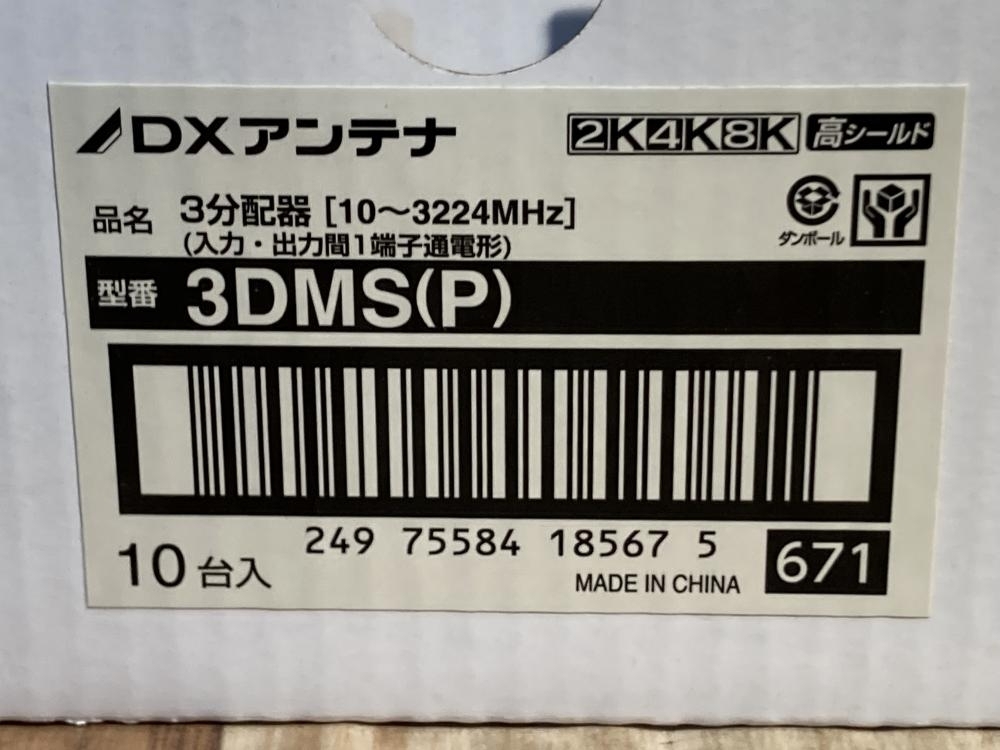 DXアンテナ 2K4K8K 高シールド
品名 3分配器 [10～3224MHz]
(入力・出力間1端子通電形)
ダンボール
型番 3DMS(P)
249 75584 18567 5
10台入 MADE IN CHINA 671